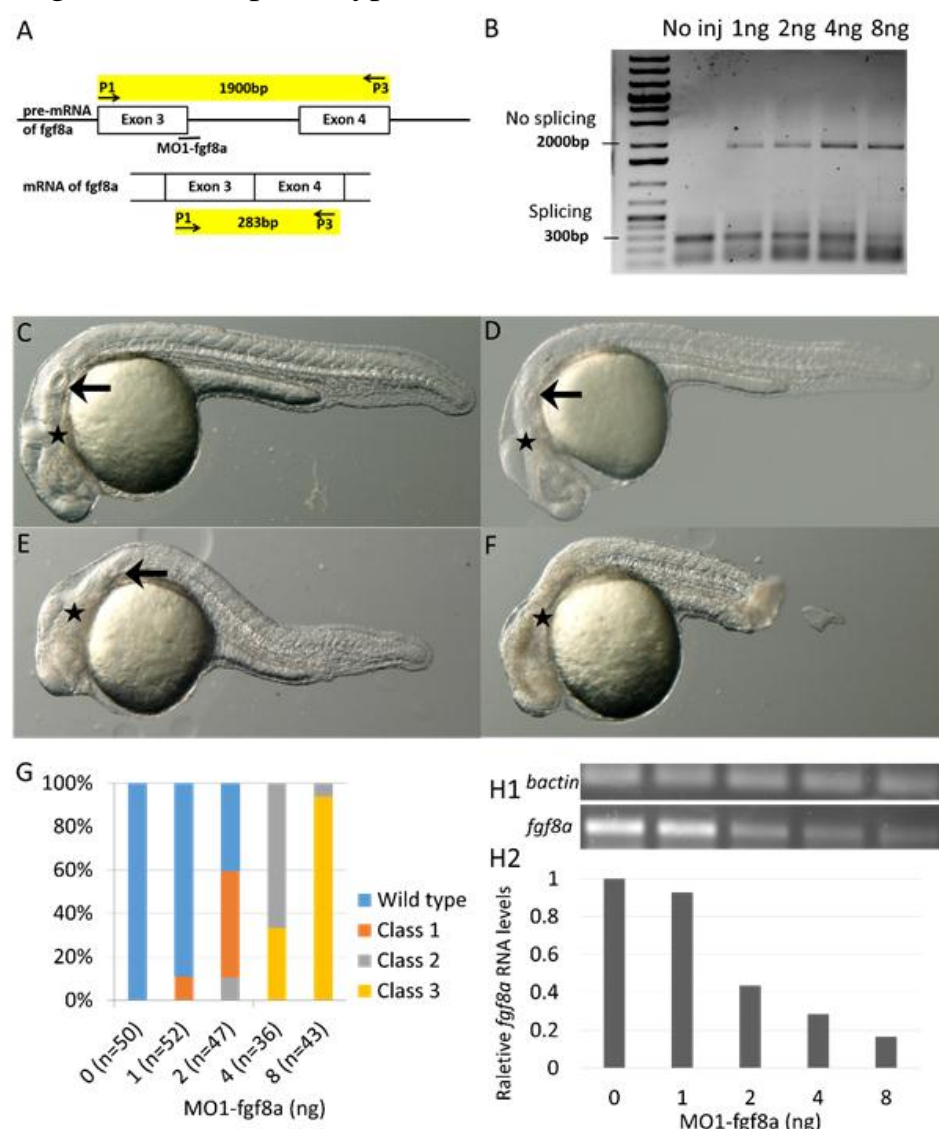 A
P1
1900bp
P3
pre-mRNA
of fgf8a
Exon 3
Exon 4
MO1-fgf8a
mRNA of fgf8a
Exon 3
Exon 4
P1
283bp
P3
B
No inj 1ng 2ng 4ng 8ng
No splicing
2000bp
Splicing
300bp
C
D
E
F
G
100%
80%
60%
40%
20%
0%
0 (n=50)
1 (n=52)
2 (n=47)
4 (n=36)
8 (n=43)
MO1-fgf8a (ng)
Wild type
Class 1
Class 2
Class 3
H1 bactin
fgf8a
H2
Raletive fgf8a RNA levels
1
0.8
0.6
0.4
0.2
0
0 1 2 4 8
MO1-fgf8a (ng)